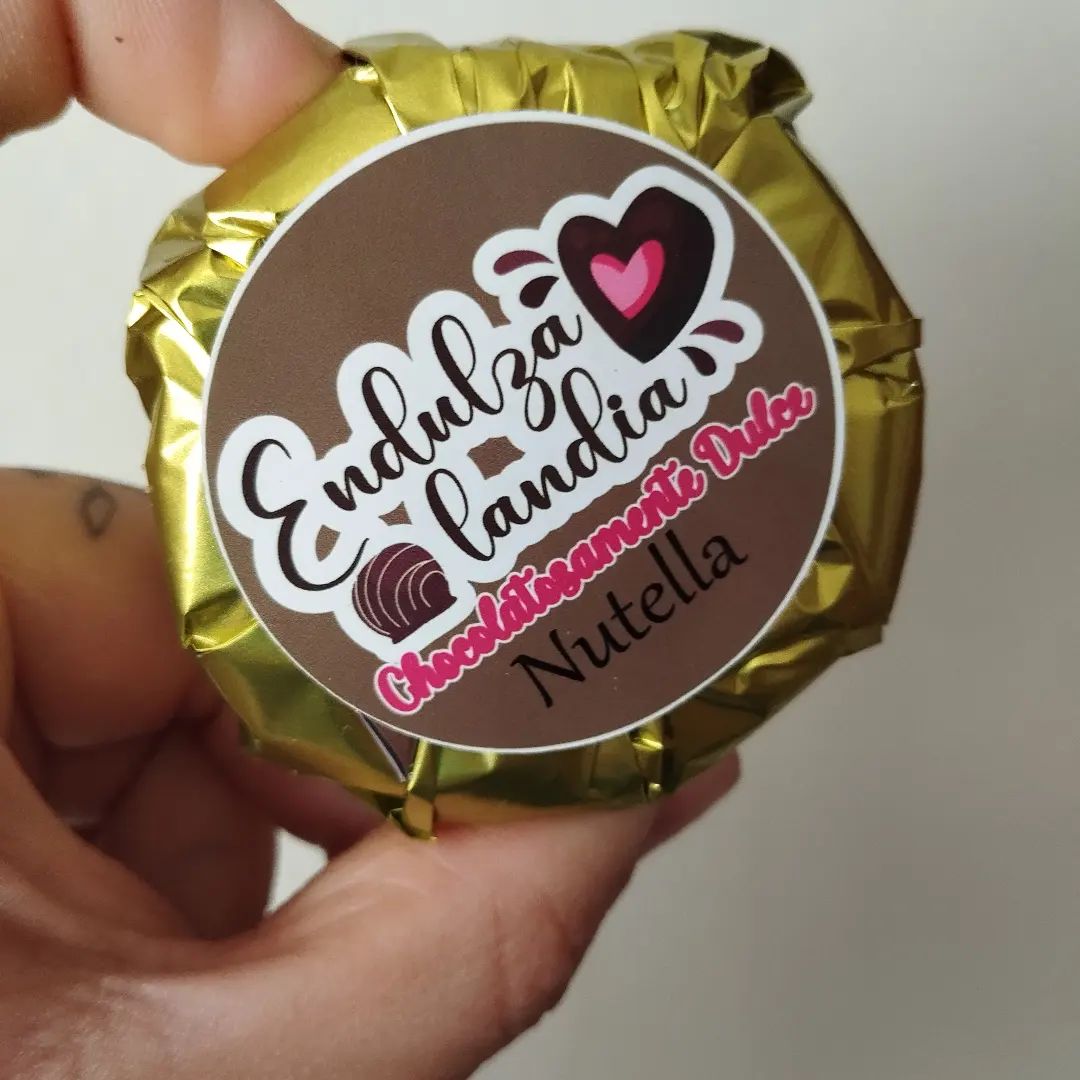 Endulza
landia
Chocolatosamente Dulce
Nutella